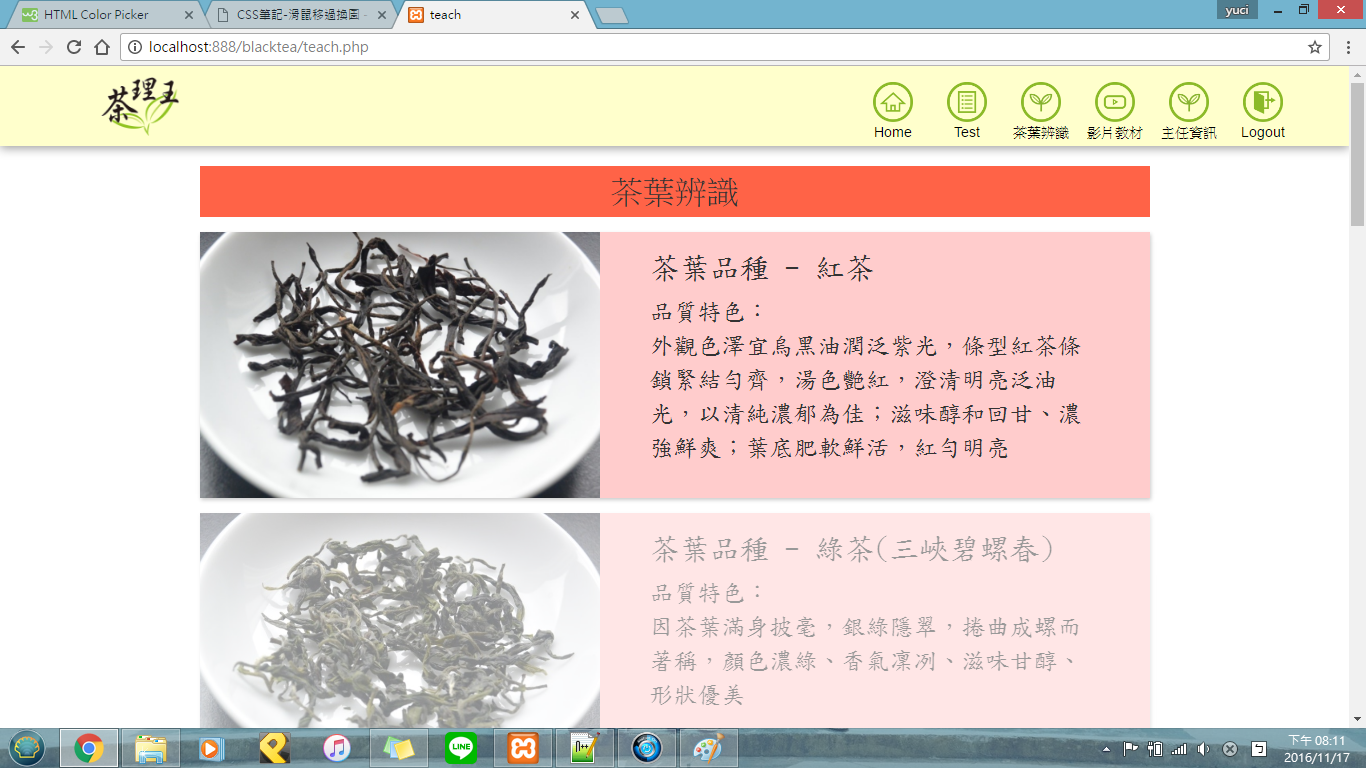 HTML Color Picker
CSS筆記-滑鼠移過換圖 -
teach
yuci
localhost:888/blacktea/teach.php
茶理王
Home
Test
茶葉辨識
影片教材
主任資訊
Logout
茶葉辨識
茶葉品種 - 紅茶
品質特色：
外觀色澤宜烏黑油潤泛紫光，條型紅茶條
鎖緊結勻齊，湯色艷紅，澄清明亮泛油
光，以清純濃郁為佳；滋味醇和回甘、濃
強鮮爽；葉底肥軟鮮活，紅勻明亮
茶葉品種 - 綠茶(三峽碧螺春)
品質特色：
因茶葉滿身披毫，銀綠隱翠，捲曲成螺而
著稱，顏色濃綠、香氣凜冽、滋味甘醇、
形狀優美
LINE
下午 08:11
2016/11/17